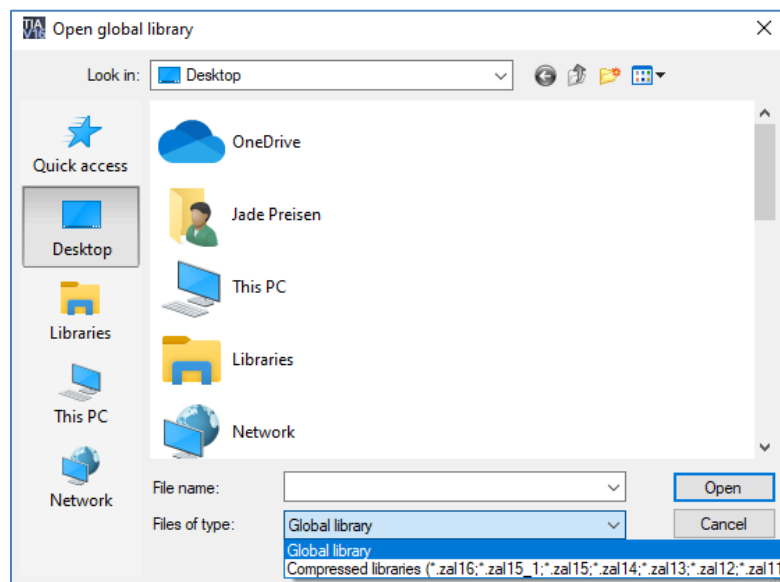 TIA
V16
Open global library
Look in:
Desktop
Quick access
Desktop
Libraries
This PC
Network
OneDrive
Jade Preisen
This PC
Libraries
Network
File name:
Open
Files of type:
Global library
Cancel
Global library
Compressed libraries (*.zal16;*.zal15_1;*.zal15;*.zal14;*.zal13;*.zal12;*.zal11